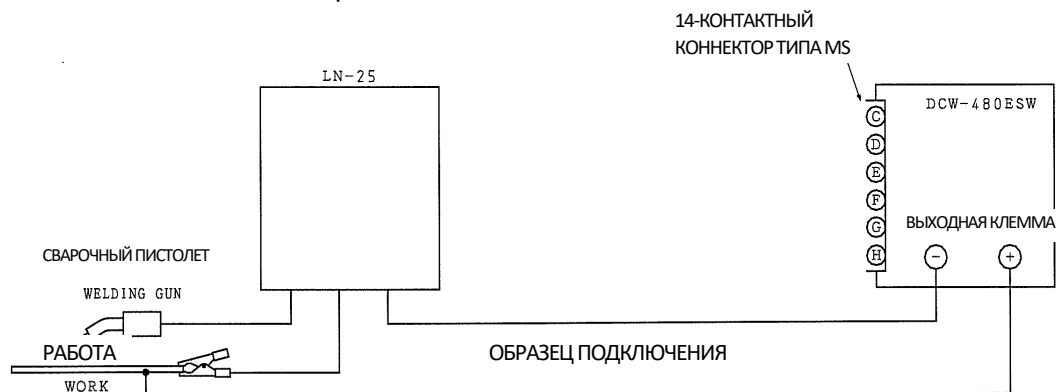 14-КОНТАКТНЫЙ
КОННЕКТОР ТИПА MS
LN-25
DCW-480ESW
C
D
E
F
G
H
ВЫХОДНАЯ КЛЕММА
- +
СВАРОЧНЫЙ ПИСТОЛЕТ
WELDING GUN
РАБОТА
ОБРАЗЕЦ ПОДКЛЮЧЕНИЯ
WORK